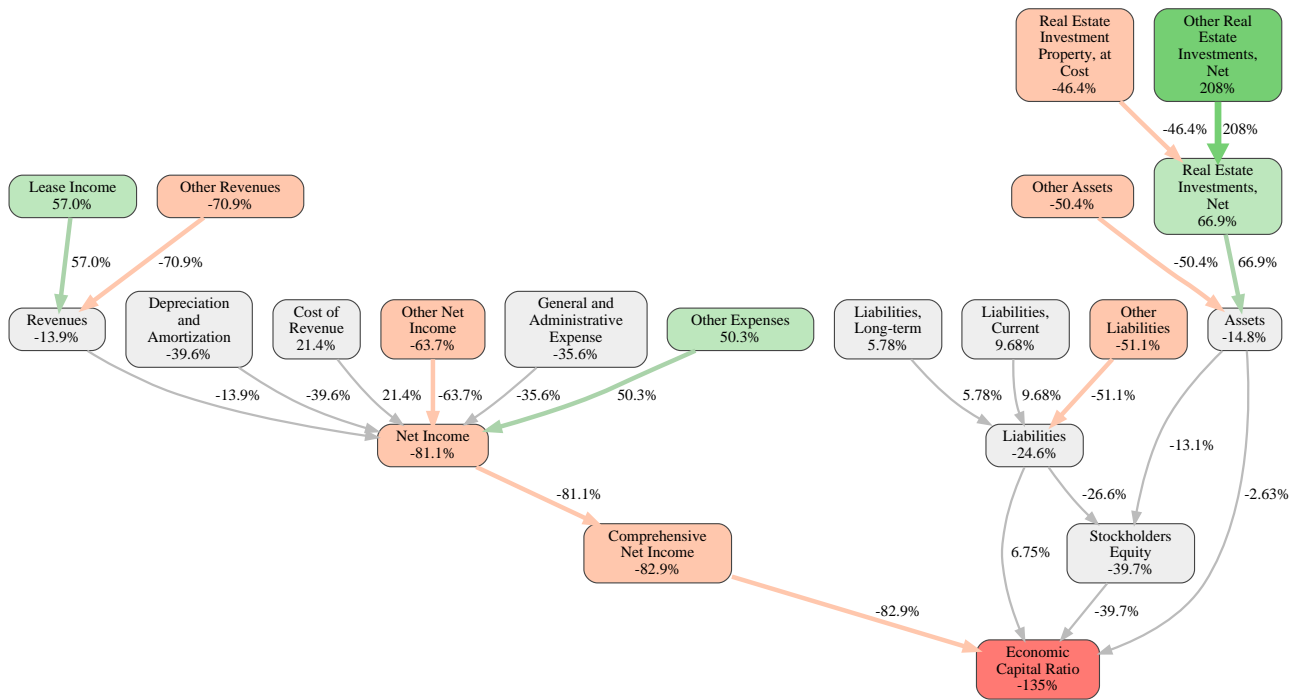 Real Estate
Investment
Property, at
Cost
-46.4%
Other Real
Estate
Investments,
Net
208%
-46.4%
208%
Lease Income
57.0%
Other Revenues
-70.9%
Other Assets
-50.4%
Real Estate
Investments,
Net
66.9%
57.0%
-70.9%
-50.4%
66.9%
Revenues
-13.9%
Depreciation
and
Amortization
-39.6%
Cost of
Revenue
21.4%
Other Net
Income
-63.7%
General and
Administrative
Expense
-35.6%
Other Expenses
50.3%
Liabilities,
Long-term
5.78%
Liabilities,
Current
9.68%
Other
Liabilities
-51.1%
Assets
-14.8%
-13.9%
-39.6%
21.4%
-63.7%
-35.6%
50.3%
5.78%
9.68%
-51.1%
Net Income
-81.1%
Liabilities
-24.6%
-13.1%
-81.1%
-26.6%
-2.63%
Comprehensive
Net Income
-82.9%
6.75%
Stockholders
Equity
-39.7%
-82.9%
-39.7%
Economic
Capital Ratio
-135%